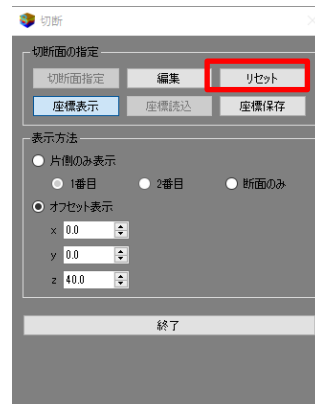 切断
切断面の指定
切断面指定 編集 リセット
座標表示 座標読込 座標保存
表示方法
片側のみ表示
1番目 2番目 断面のみ
オフセット表示
x 0.0
y 0.0
z 40.0
終了